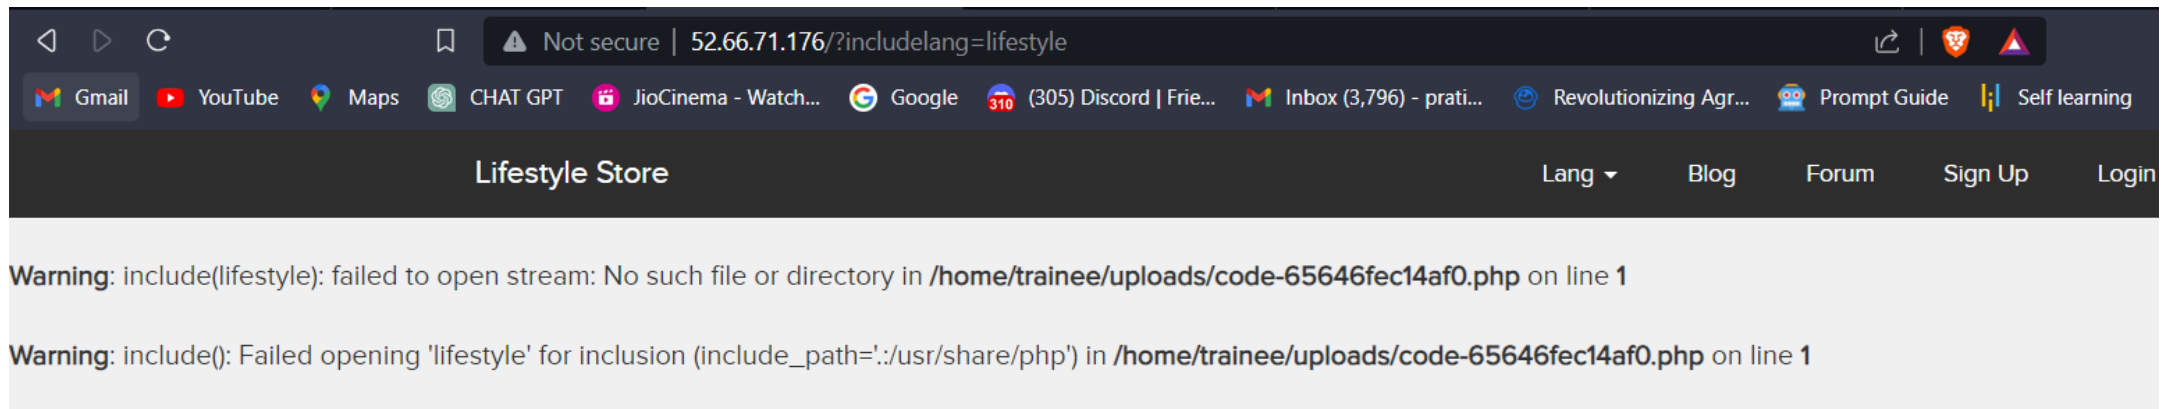 Not secure | 52.66.71.176/?includelang=lifestyle
Gmail YouTube Maps CHAT GPT JioCinema - Watch... Google 310 (305) Discord | Frie... Inbox (3,796) - prati... Revolutionizing Agr... Prompt Guide Self learning
Lifestyle Store Lang Blog Forum Sign Up Login
Warning: include(lifestyle): failed to open stream: No such file or directory in /home/trainee/uploads/code-65646fec14af0.php on line 1
Warning: include(): Failed opening 'lifestyle' for inclusion (include_path='.:/usr/share/php') in /home/trainee/uploads/code-65646fec14af0.php on line 1